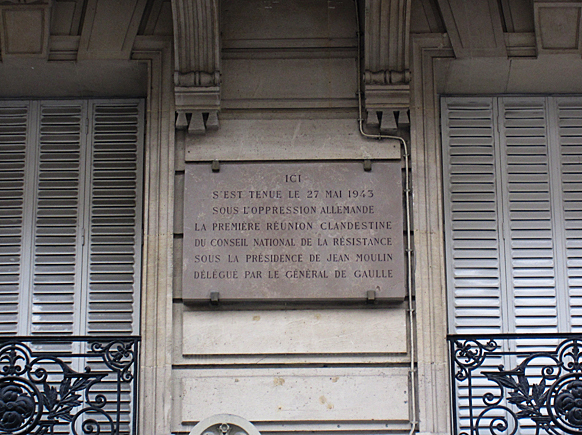 ICI
S'EST TENUE LE 27 MAI 1943
SOUS L'OPPRESSION ALLEMANDE
LA PREMIÈRE RÉUNION CLANDESTINE
DU CONSEIL NATIONAL DE LA RÉSISTANCE
SOUS LA PRÉSIDENCE DE JEAN MOULIN
DÉLÉGUÉ PAR LE GÉNÉRAL DE GAULLE